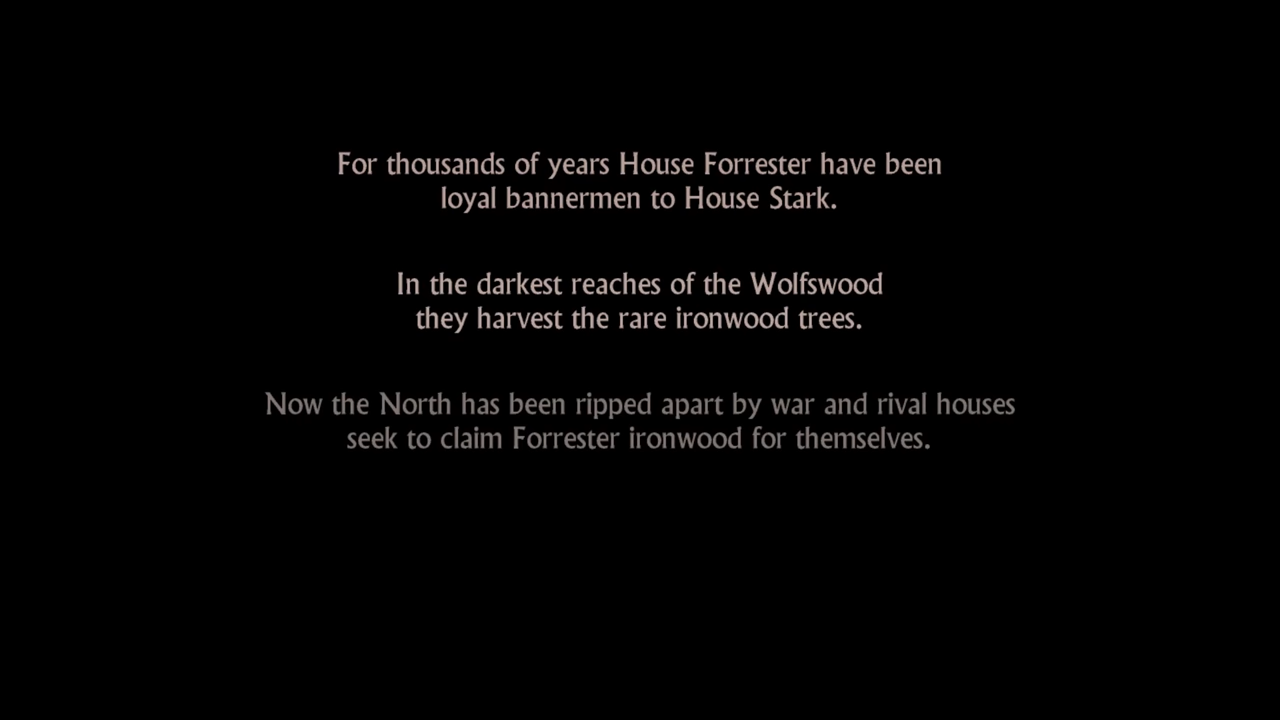 For thousands of years House Forrester have been
loyal bannermen to House Stark.
In the darkest reaches of the Wolfswood
they harvest the rare ironwood trees.
Now the North has been ripped apart by war and rival houses
seek to claim Forrester ironwood for themselves.